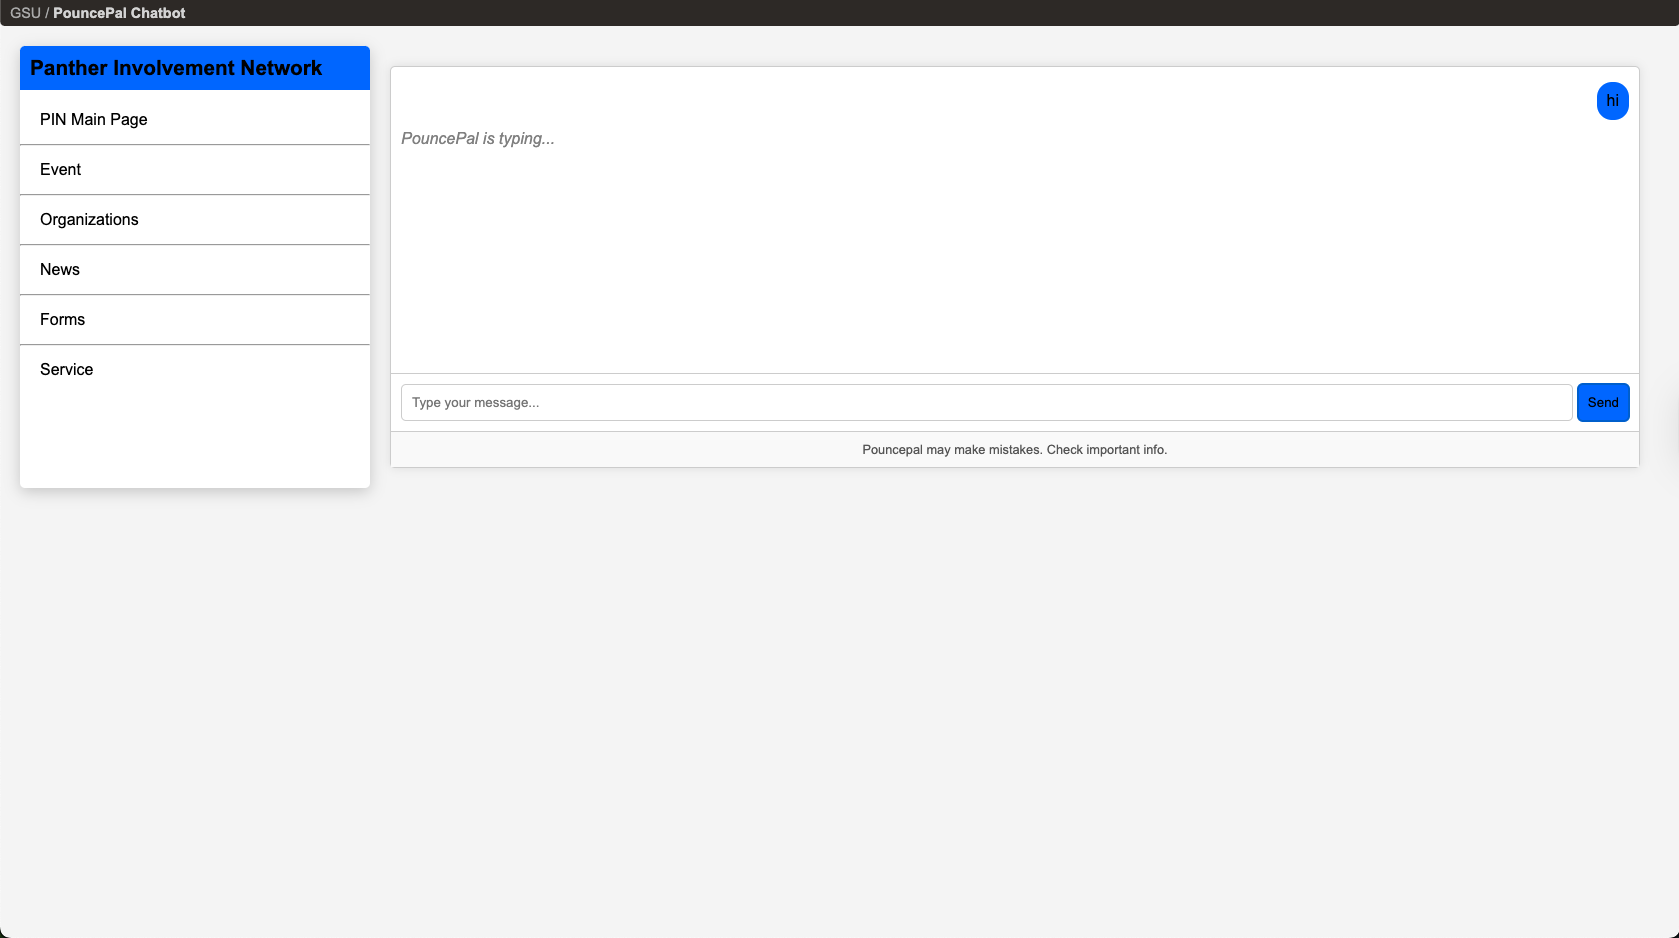 GSU / PouncePal Chatbot
Panther Involvement Network
PIN Main Page
Event
Organizations
News
Forms
Service
hi
PouncePal is typing...
Type your message...
Send
Pouncepal may make mistakes. Check important info.